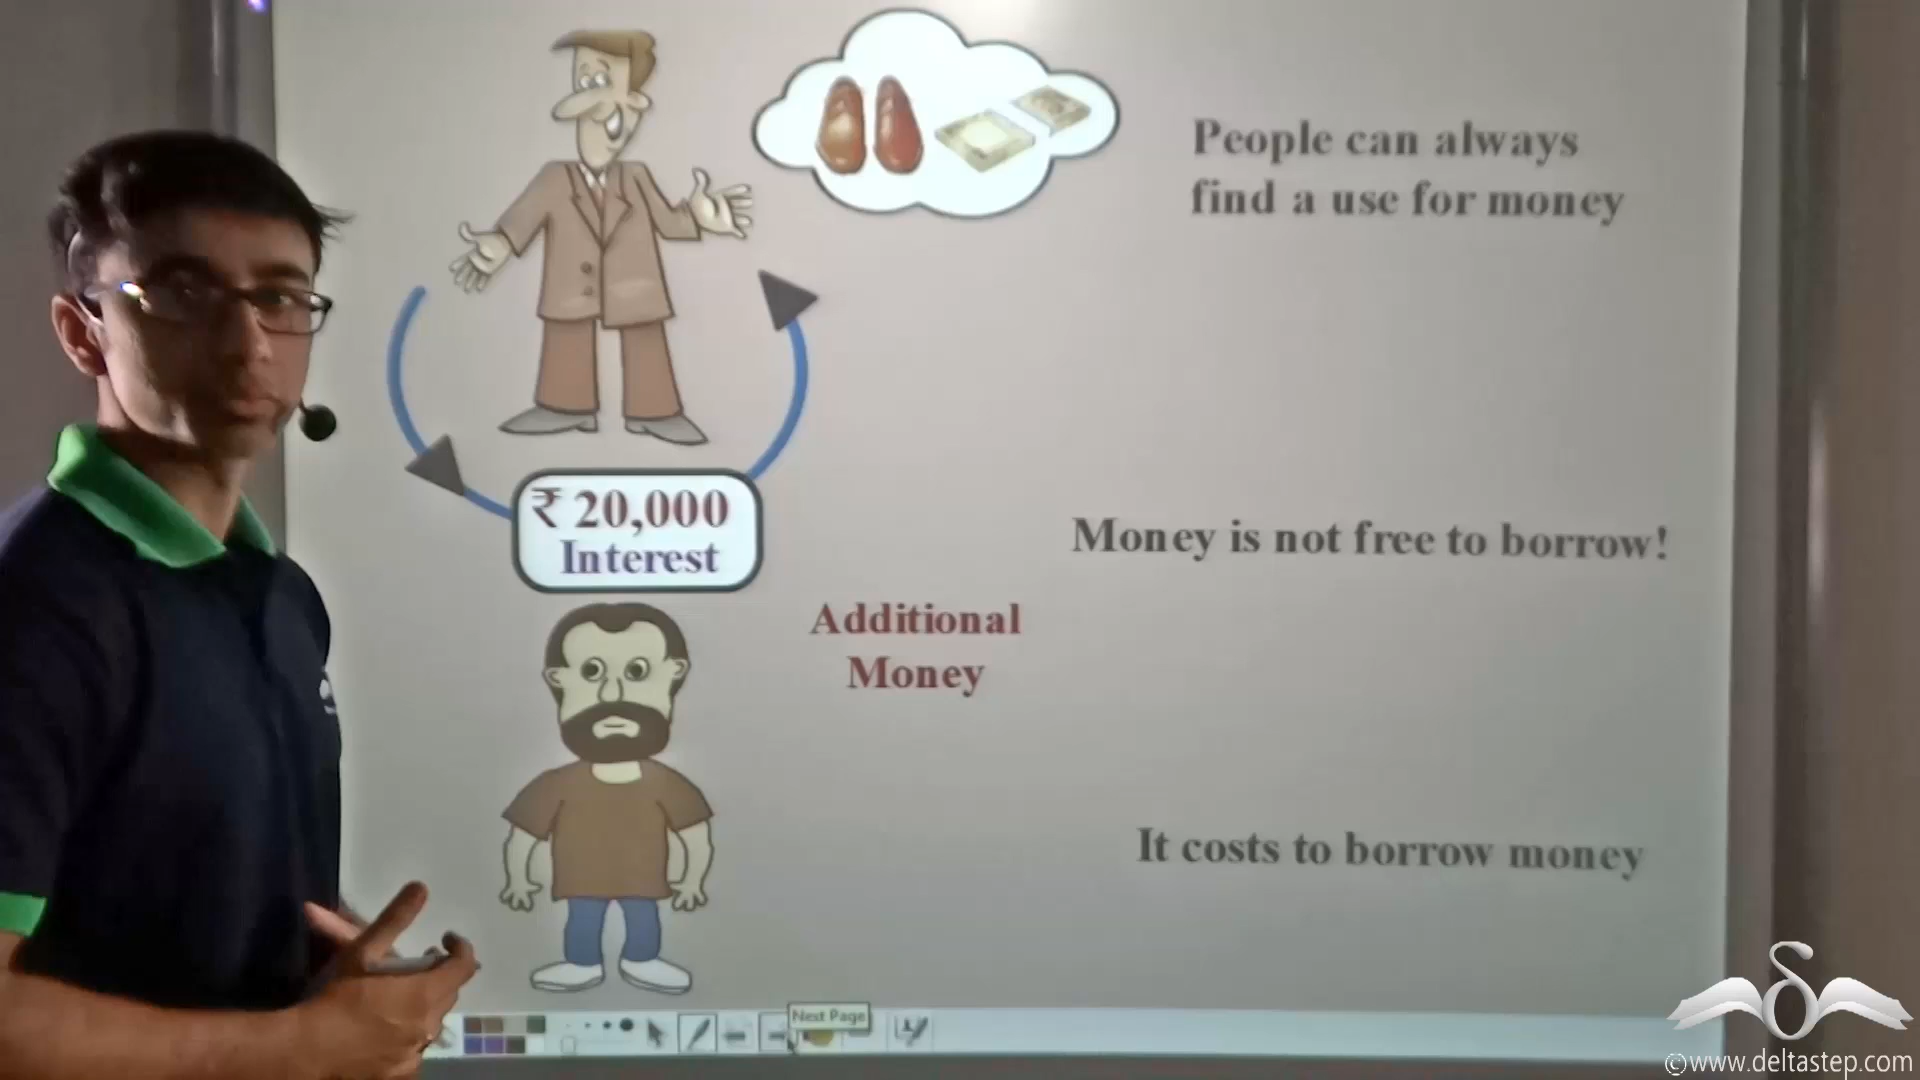 People can always
find a use for money
₹ 20,000
Interest
Money is not free to borrow!
Additional
Money
It costs to borrow money
Next Page
©www.deltastep.com